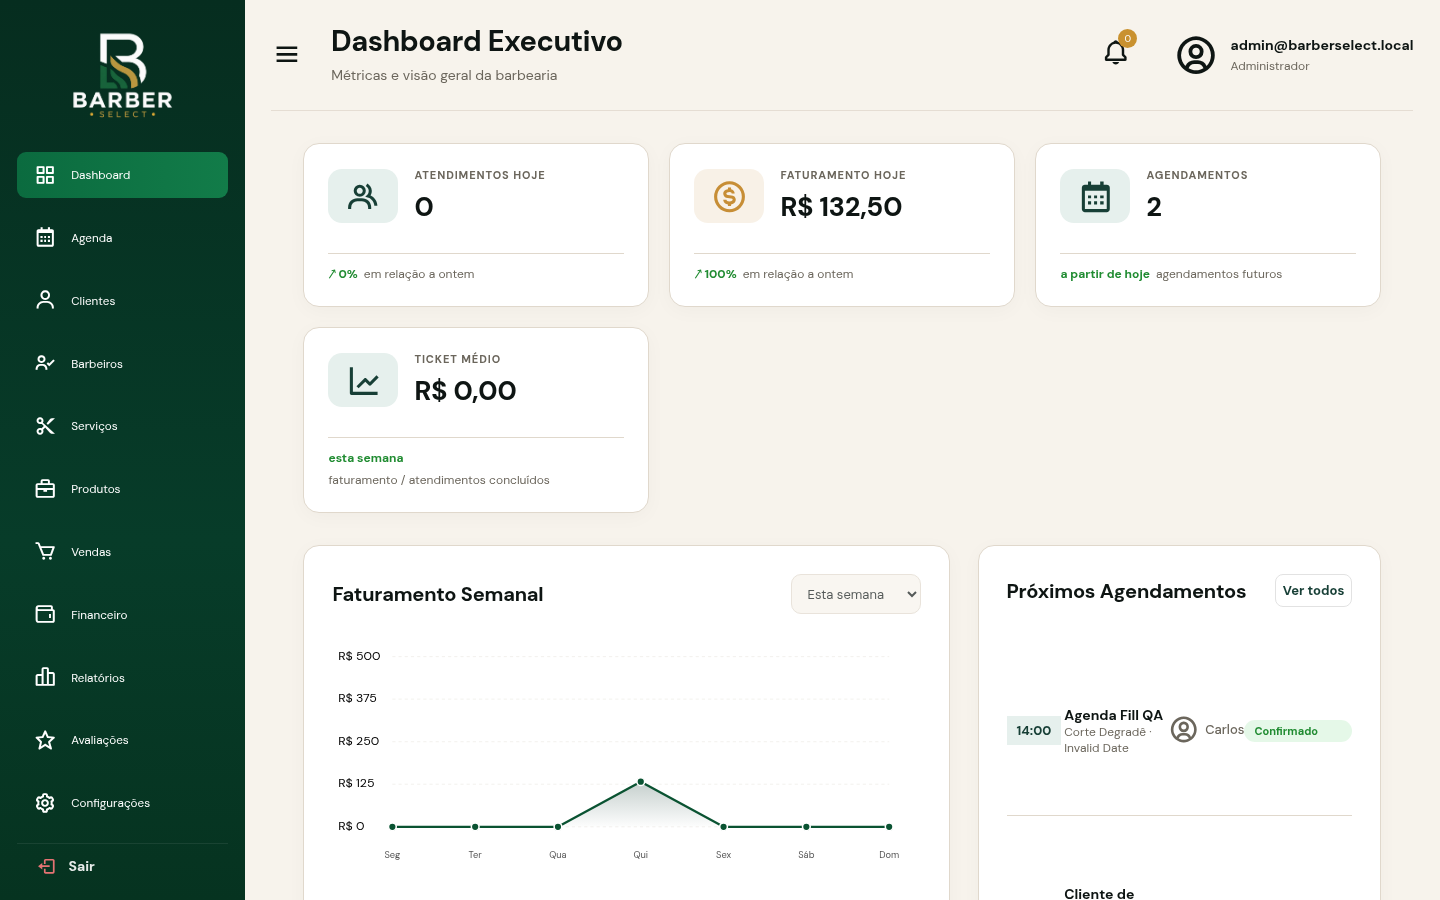 BARBER
• SELECT •
Dashboard
Agenda
Clientes
Barbeiros
Serviços
Produtos
Vendas
Financeiro
Relatórios
Avaliações
Configurações
Sair
Dashboard Executivo
Métricas e visão geral da barbearia
0
admin@barberselect.local
Administrador
ATENDIMENTOS HOJE
0
↗ 0% em relação a ontem
FATURAMENTO HOJE
R$ 132,50
↗ 100% em relação a ontem
AGENDAMENTOS
2
a partir de hoje agendamentos futuros
TICKET MÉDIO
R$ 0,00
esta semana
faturamento / atendimentos concluídos
Faturamento Semanal
Esta semana
R$ 500
R$ 375
R$ 250
R$ 125
R$ 0
Seg Ter Qua Qui Sex Sáb Dom
Próximos Agendamentos
Ver todos
14:00
Agenda Fill QA
Corte Degradê ·
Invalid Date
Carlos
Confirmado
Cliente de